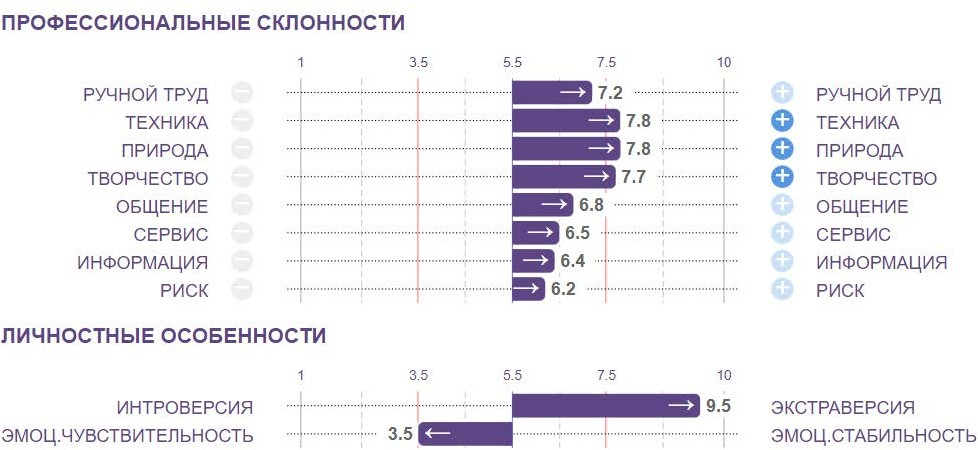 ПРОФЕССИОНАЛЬНЫЕ СКЛОННОСТИ
1 3.5 5.5 7.5 10
РУЧНОЙ ТРУД 7.2 РУЧНОЙ ТРУД
ТЕХНИКА 7.8 ТЕХНИКА
ПРИРОДА 7.8 ПРИРОДА
ТВОРЧЕСТВО 7.7 ТВОРЧЕСТВО
ОБЩЕНИЕ 6.8 ОБЩЕНИЕ
СЕРВИС 6.5 СЕРВИС
ИНФОРМАЦИЯ 6.4 ИНФОРМАЦИЯ
РИСК 6.2 РИСК
ЛИЧНОСТНЫЕ ОСОБЕННОСТИ
1 3.5 5.5 7.5 10
ИНТРОВЕРСИЯ 9.5 ЭКСТРАВЕРСИЯ
ЭМОЦ.ЧУВСТВИТЕЛЬНОСТЬ 3.5 ЭМОЦ.СТАБИЛЬНОСТЬ